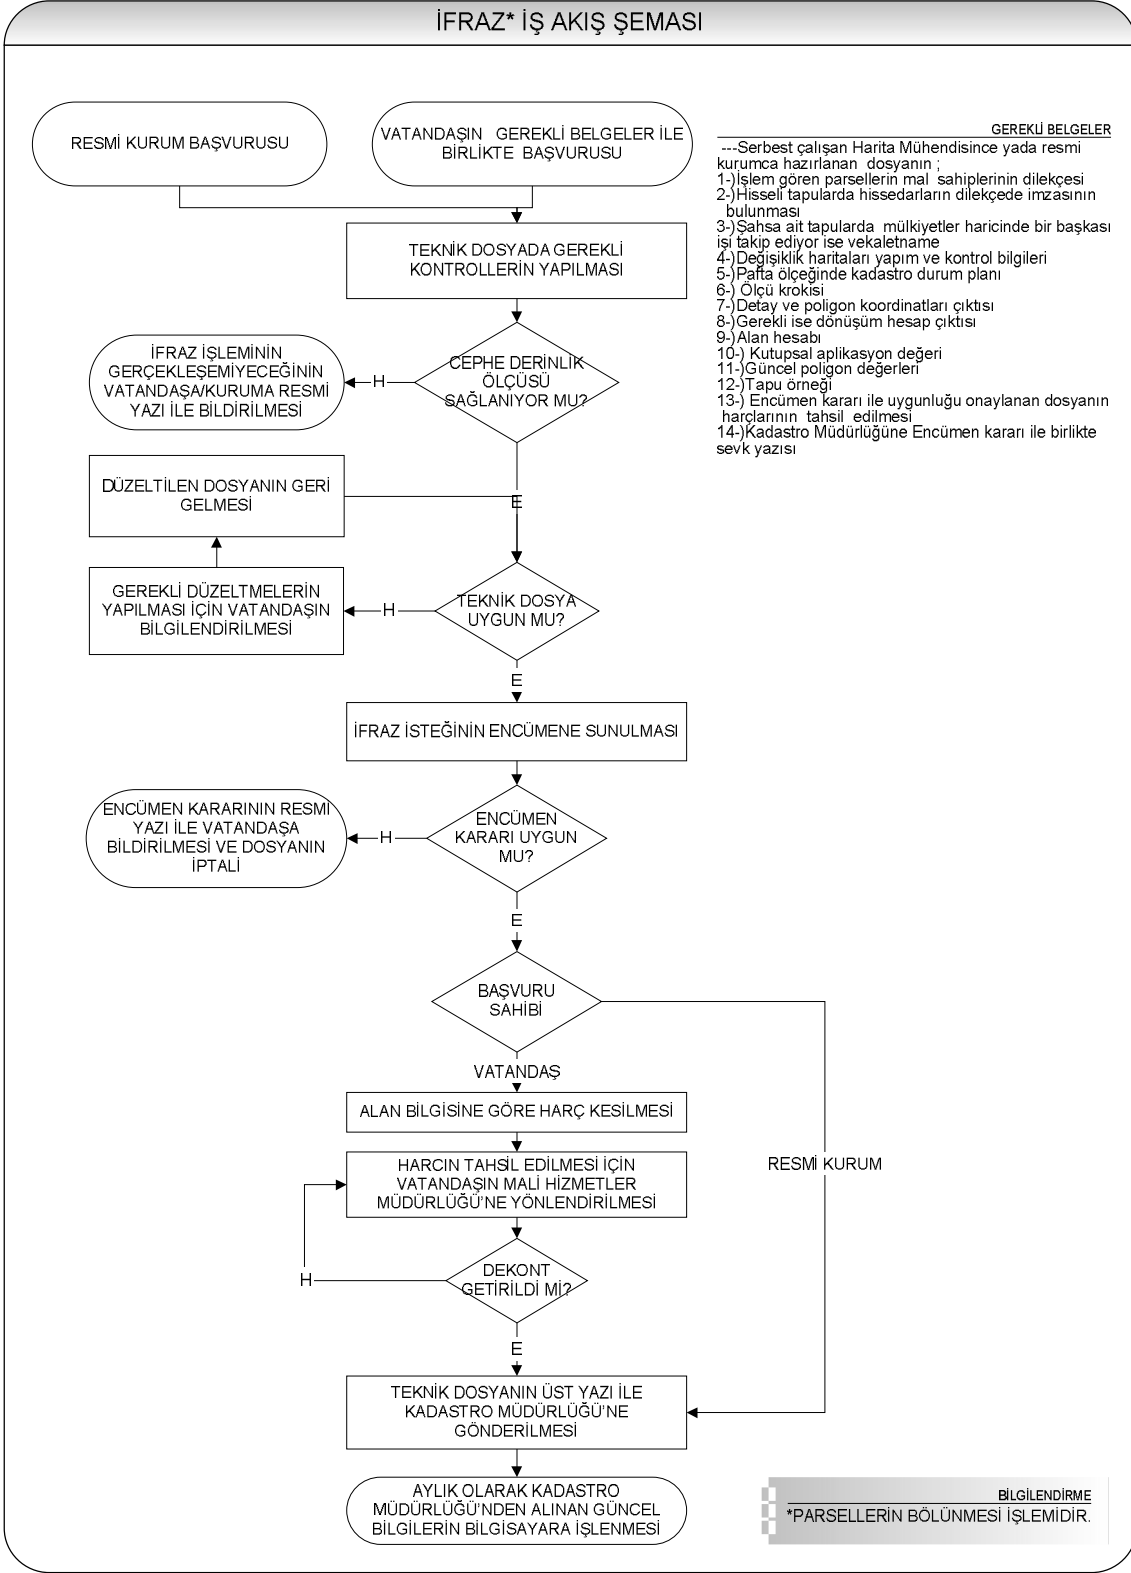 İFRAZ* İŞ AKIŞ ŞEMASI
RESMİ KURUM BAŞVURUSU
VATANDAŞIN GEREKLİ BELGELER İLE
BİRLİKTE BAŞVURUSU
GEREKLİ BELGELER
---Serbest çalışan Harita Mühendisince yada resmi
kurumca hazırlanan dosyanın ;
1-)İşlem gören parsellerin mal sahiplerinin dilekçesi
2-)Hisseli tapularda hissedarların dilekçede imzasının
bulunması
3-)Şahsa ait tapularda mülkiyetler haricinde bir başkası
işi takip ediyor ise vekaletname
4-)Değişiklik haritaları yapım ve kontrol bilgileri
5-)Pafta ölçeğinde kadastro durum planı
6-) Ölçü krokisi
7-)Detay ve poligon koordinatları çıktısı
8-)Gerekli ise dönüşüm hesap çıktısı
9-)Alan hesabı
10-) Kutupsal aplikasyon değeri
11-)Güncel poligon değerleri
12-)Tapu örneği
13-) Encümen kararı ile uygunluğu onaylanan dosyanın
harçlarının tahsil edilmesi
14-)Kadastro Müdürlüğüne Encümen kararı ile birlikte
sevk yazısı
TEKNİK DOSYADA GEREKLİ
KONTROLLERİN YAPILMASI
CEPHE DERİNLİK
ÖLÇÜSÜ
SAĞLANIYOR MU?
H
İFRAZ İŞLEMİNİN
GERÇEKLEŞEMİYECEĞİNİN
VATANDAŞA/KURUMA RESMİ
YAZI İLE BİLDİRİLMESİ
E
DÜZELTİLEN DOSYANIN GERİ
GELMESİ
TEKNİK DOSYA
UYGUN MU?
H
GEREKLİ DÜZELTMELERİN
YAPILMASI İÇİN VATANDAŞIN
BİLGİLENDİRİLMESİ
E
İFRAZ İSTEĞİNİN ENCÜMENE SUNULMASI
ENCÜMEN
KARARI UYGUN
MU?
H
ENCÜMEN KARARININ RESMİ
YAZI İLE VATANDAŞA
BİLDİRİLMESİ VE DOSYANIN
İPTALİ
E
BAŞVURU
SAHİBİ
VATANDAŞ
ALAN BİLGİSİNE GÖRE HARÇ KESİLMESİ
RESMİ KURUM
HARCIN TAHSİL EDİLMESİ İÇİN
VATANDAŞIN MALİ HİZMETLER
MÜDÜRLÜĞÜ'NE YÖNLENDİRİLMESİ
DEKONT
GETİRİLDİ Mİ?
H
E
TEKNİK DOSYANIN ÜST YAZI İLE
KADASTRO MÜDÜRLÜĞÜ'NE
GÖNDERİLMESİ
AYLIK OLARAK KADASTRO
MÜDÜRLÜĞÜ'NDEN ALINAN GÜNCEL
BİLGİLERİN BİLGİSAYARA İŞLENMESİ
BİLGİLENDİRME
*PARSELLERİN BÖLÜNMESİ İŞLEMİDİR.